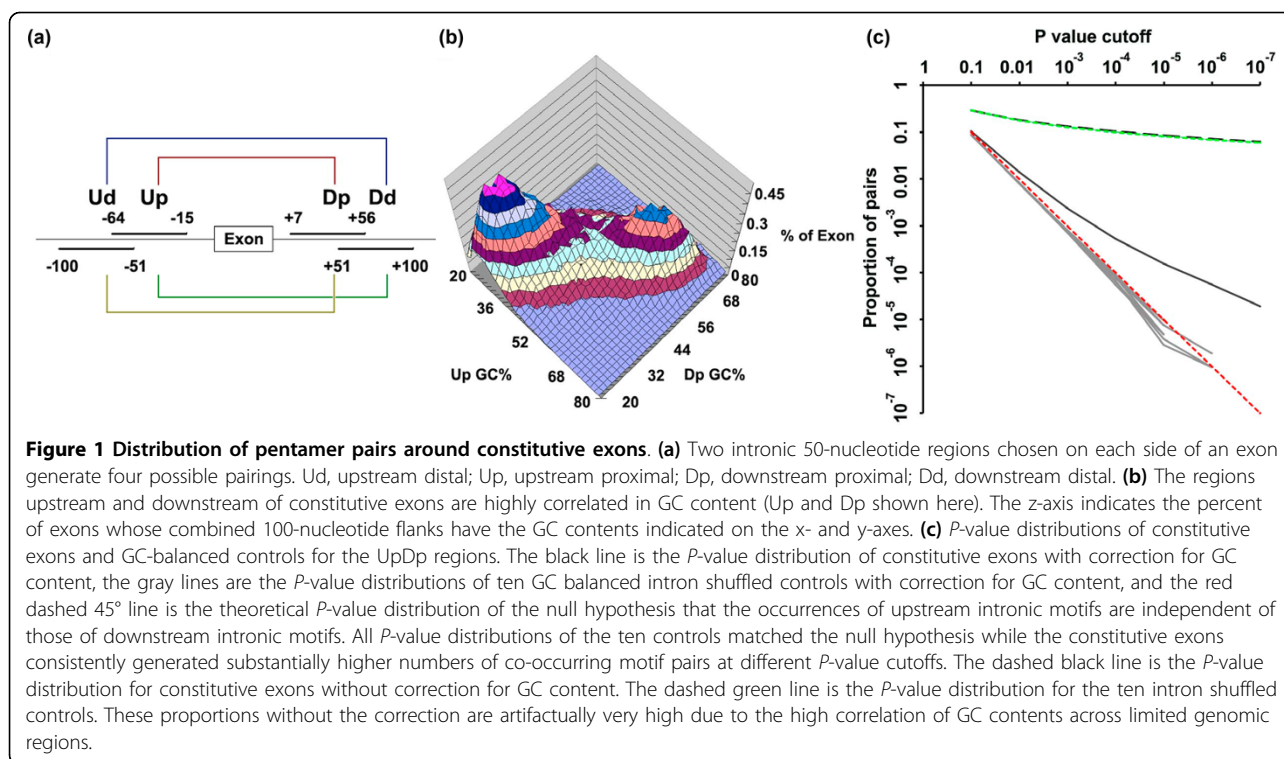 (a)
Ud Up Dp Dd
-64 -15 +7 +56
Exon
-100 -51 +51 +100
(b)
0.45
0.3
0.15
0
% of Exon
20
36
52
68
80
Up GC%
80
68
56
44
32
20
Dp GC%
(c)
P value cutoff
1 0.1 0.01 10-3 10-4 10-5 10-6 10-7
Proportion of pairs
1
0.1
0.01
10-3
10-4
10-5
10-6
10-7
Figure 1 Distribution of pentamer pairs around constitutive exons. (a) Two intronic 50-nucleotide regions chosen on each side of an exon
generate four possible pairings. Ud, upstream distal; Up, upstream proximal; Dp, downstream proximal; Dd, downstream distal. (b) The regions
upstream and downstream of constitutive exons are highly correlated in GC content (Up and Dp shown here). The z-axis indicates the percent
of exons whose combined 100-nucleotide flanks have the GC contents indicated on the x- and y-axes. (c) P-value distributions of constitutive
exons and GC-balanced controls for the UpDp regions. The black line is the P-value distribution of constitutive exons with correction for GC
content, the gray lines are the P-value distributions of ten GC balanced intron shuffled controls with correction for GC content, and the red
dashed 45° line is the theoretical P-value distribution of the null hypothesis that the occurrences of upstream intronic motifs are independent of
those of downstream intronic motifs. All P-value distributions of the ten controls matched the null hypothesis while the constitutive exons
consistently generated substantially higher numbers of co-occurring motif pairs at different P-value cutoffs. The dashed black line is the P-value
distribution for constitutive exons without correction for GC content. The dashed green line is the P-value distribution for the ten intron shuffled
controls. These proportions without the correction are artifactually very high due to the high correlation of GC contents across limited genomic
regions.